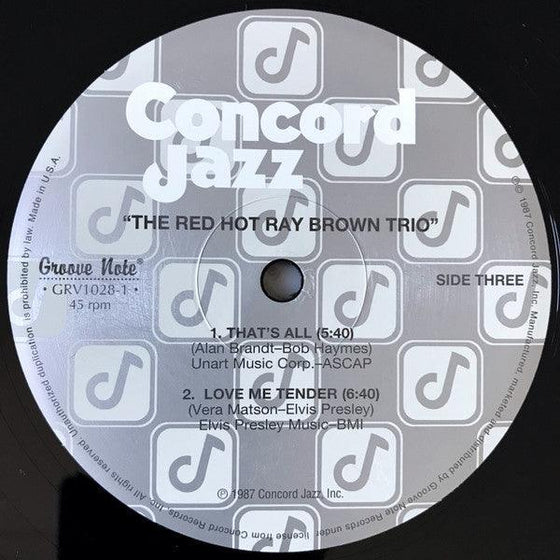 Concord
Jazz
"THE RED HOT RAY BROWN TRIO"
Groove Note®
• GRV1028-1 •
45 rpm
SIDE THREE
1. THAT'S ALL (5:40)
(Alan Brandt–Bob Haymes)
Unart Music Corp.–ASCAP
2. LOVE ME TENDER (6:40)
(Vera Matson–Elvis Presley)
Elvis Presley Music–BMI
℗ 1987 Concord Jazz, Inc.
℗© 1987 Concord Jazz, Inc. Manufactured, marketed and distributed by Groove Note Records under license from Concord Jazz, Inc. All rights reserved. Unauthorized duplication is prohibited by law. Made in U.S.A.